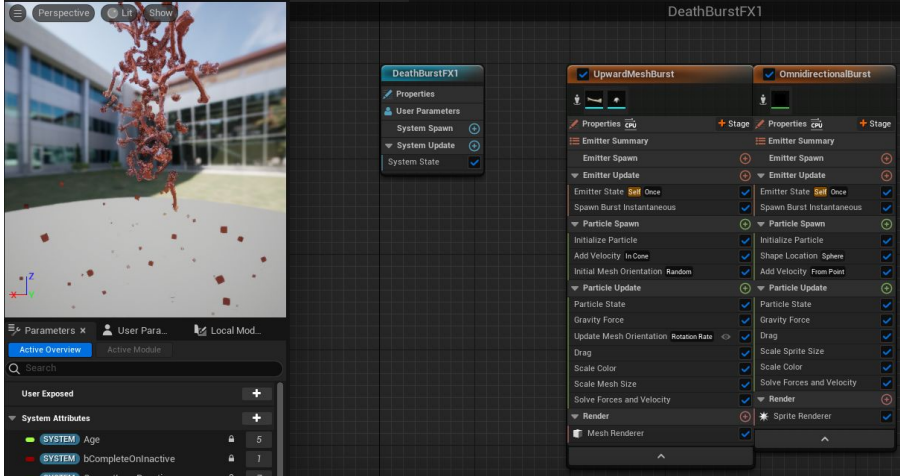 Perspective
Lit
Show
DeathBurstFX1
DeathBurstFX1
Properties
User Parameters
System Spawn
System Update
System State
UpwardMeshBurst
Properties CPU + Stage
Emitter Summary
Emitter Spawn
Emitter Update
Emitter State Self Once
Spawn Burst Instantaneous
Particle Spawn
Initialize Particle
Add Velocity In Cone
Initial Mesh Orientation Random
Particle Update
Particle State
Gravity Force
Update Mesh Orientation Rotation Rate
Drag
Scale Color
Scale Mesh Size
Solve Forces and Velocity
Render
Mesh Renderer
OmnidirectionalBurst
Properties CPU + Stage
Emitter Summary
Emitter Spawn
Emitter Update
Emitter State Self Once
Spawn Burst Instantaneous
Particle Spawn
Initialize Particle
Shape Location Sphere
Add Velocity From Point
Particle Update
Particle State
Gravity Force
Drag
Scale Sprite Size
Scale Color
Solve Forces and Velocity
Render
Sprite Renderer
Z
X
Y
Parameters × User Para... Local Mod...
Active Overview Active Module
Search
User Exposed +
System Attributes +
SYSTEM Age 5
SYSTEM bCompleteOnInactive 1